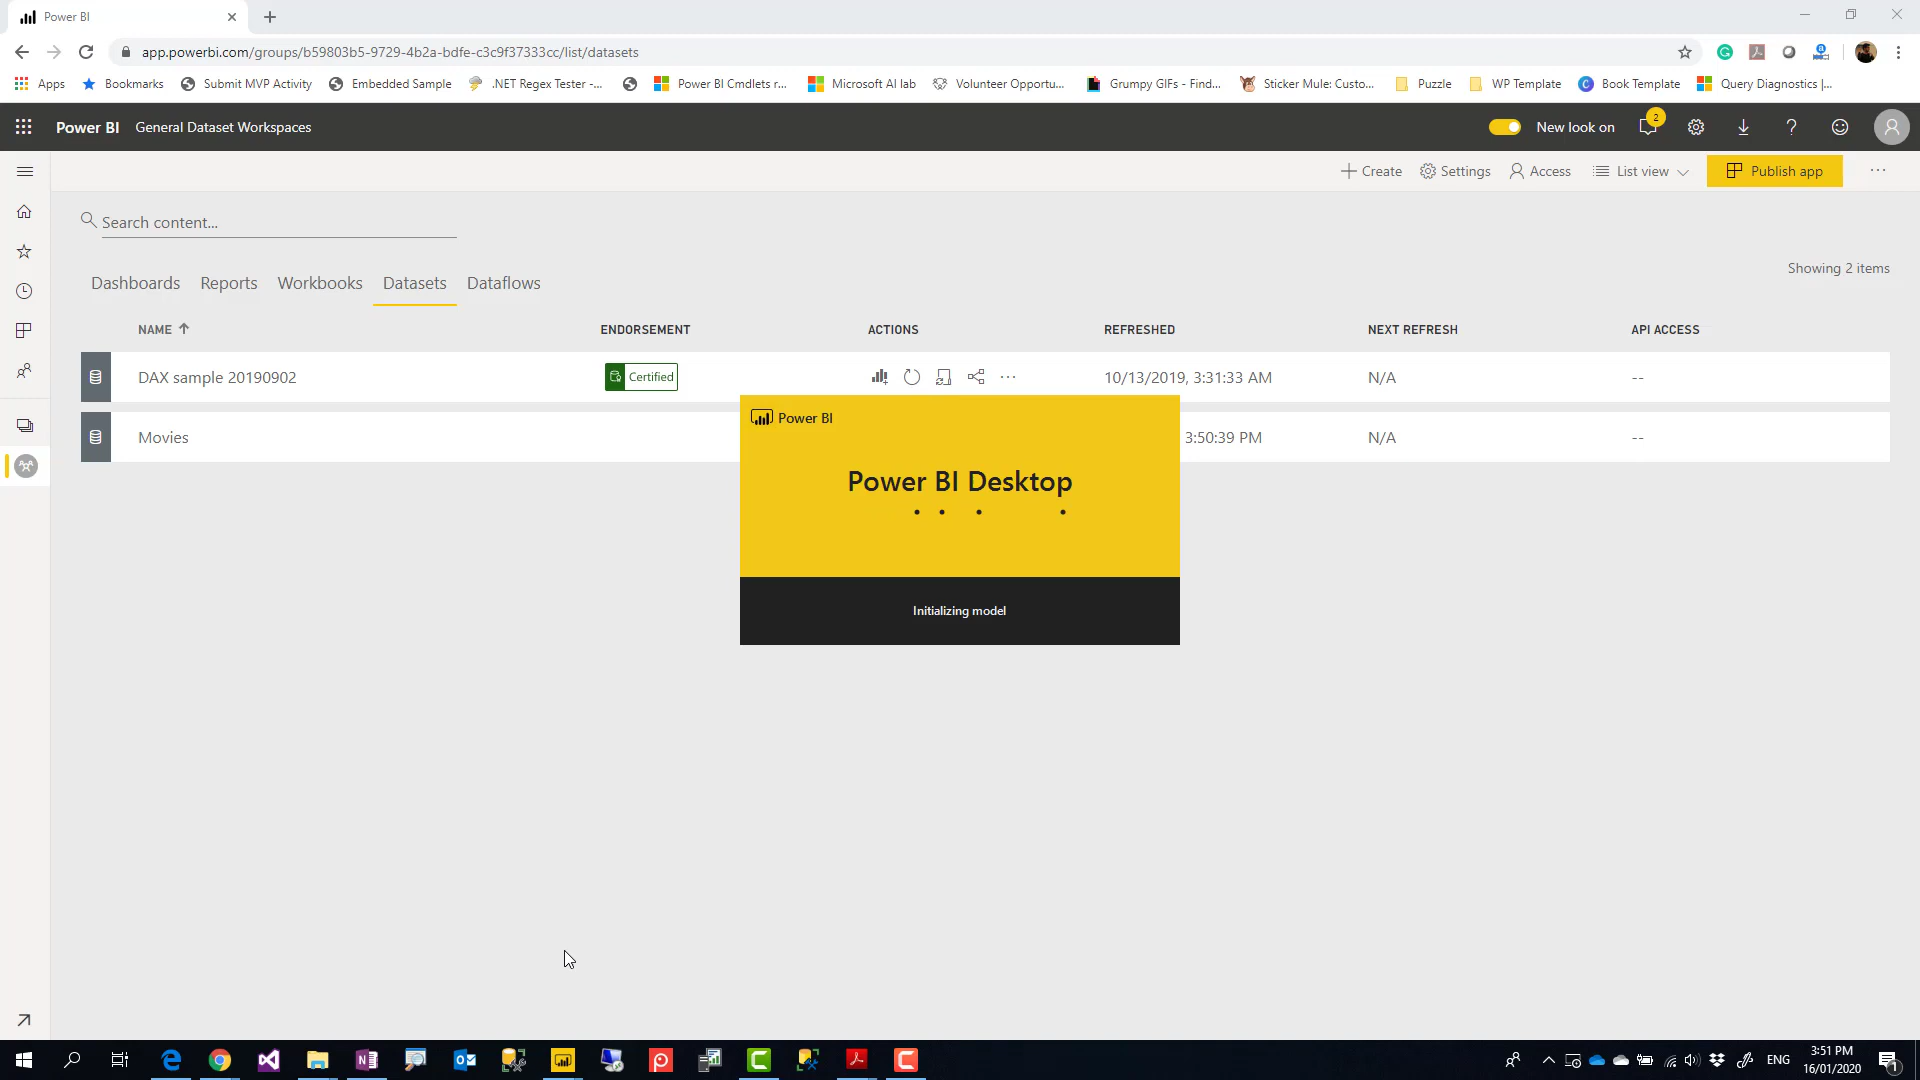 Power BI
app.powerbi.com/groups/b59803b5-9729-4b2a-bdfe-c3c9f37333cc/list/datasets
Apps Bookmarks Submit MVP Activity Embedded Sample .NET Regex Tester -... Power BI Cmdlets r... Microsoft AI lab Volunteer Opportu... Grumpy GIFs - Find... Sticker Mule: Custo... Puzzle WP Template Book Template Query Diagnostics |...
Power BI General Dataset Workspaces New look on 2
Create Settings Access List view Publish app ...
Search content...
Showing 2 items
Dashboards Reports Workbooks Datasets Dataflows
NAME ENDORSEMENT ACTIONS REFRESHED NEXT REFRESH API ACCESS
DAX sample 20190902 Certified ... 10/13/2019, 3:31:33 AM N/A --
Movies 3:50:39 PM N/A --
Power BI
Power BI Desktop
Initializing model
ENG 3:51 PM
16/01/2020 1